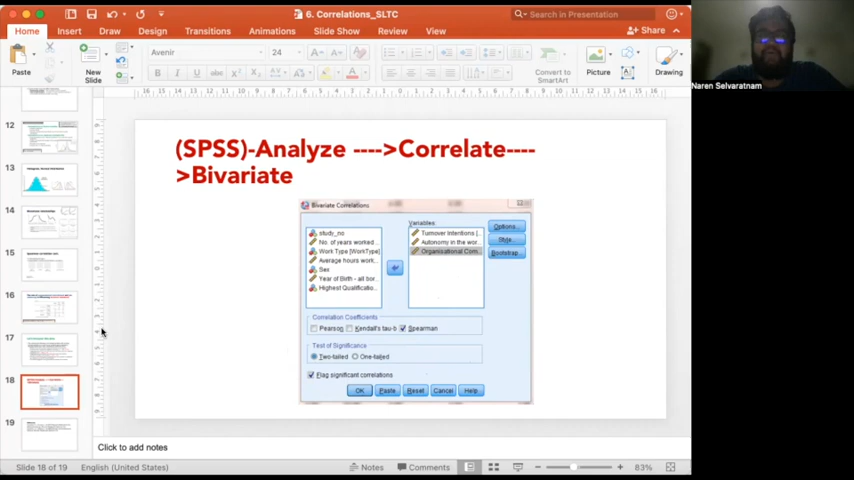 6. Correlations_SLTC
Search in Presentation
Home Insert Draw Design Transitions Animations Slide Show Review View Share
Avenir 24
Paste New Slide Convert to SmartArt Picture Drawing
Naren Selvaratnam
12
13
14
15
16
17
18
19
(SPSS)-Analyze ---->Correlate----
>Bivariate
Bivariate Correlations
Variables:
study_no
No. of years worked ...
Work Type [WorkType]
Average hours work...
Sex
Year of Birth - all bor...
Highest Qualificatio...
Turnover Intentions [...
Autonomy in the wor...
Organisational Com...
Options...
Style...
Bootstrap...
Correlation Coefficients
Pearson Kendall's tau-b Spearman
Test of Significance
Two-tailed One-tailed
Flag significant correlations
OK Paste Reset Cancel Help
Click to add notes
Slide 18 of 19 English (United States) Notes Comments 83%